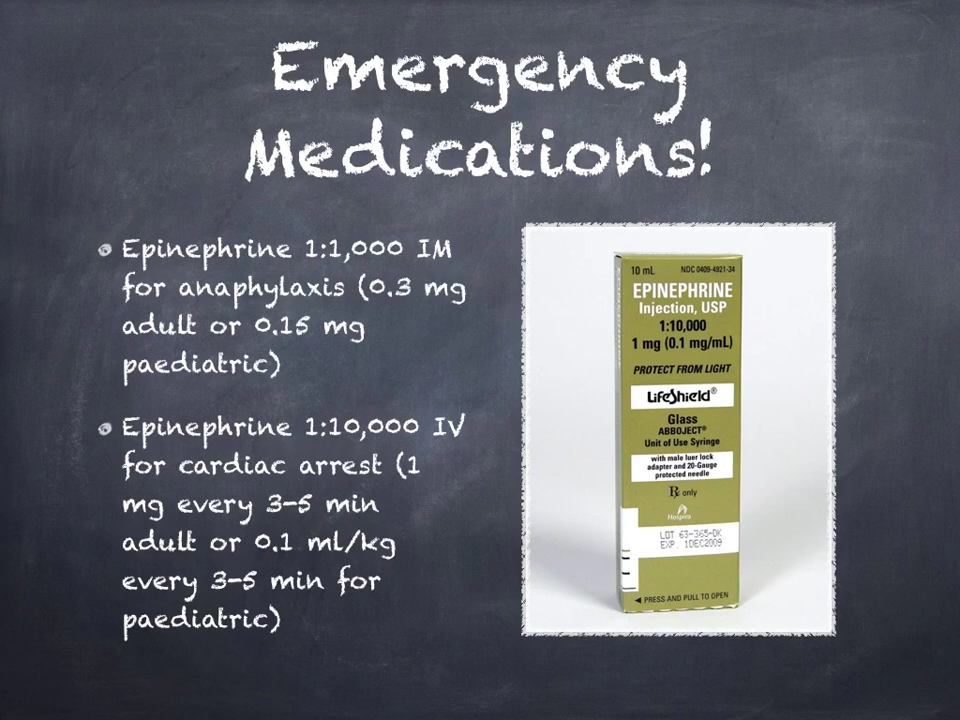 Emergency
Medications!
Epinephrine 1:1,000 IM
for anaphylaxis (0.3 mg
adult or 0.15 mg
paediatric)
Epinephrine 1:10,000 IV
for cardiac arrest (1
mg every 3-5 min
adult or 0.1 ml/kg
every 3-5 min for
paediatric)
10 mL NDC 0409-4921-34
EPINEPHRINE
Injection, USP
1:10,000
1 mg (0.1 mg/mL)
PROTECT FROM LIGHT
LifeShield®
Glass
ABBOJECT®
Unit of Use Syringe
with male luer lock
adapter and 20-Gauge
protected needle
Rx only
Hospira
LOT 63-365-DK
EXP. 1DEC2009
◄ PRESS AND PULL TO OPEN